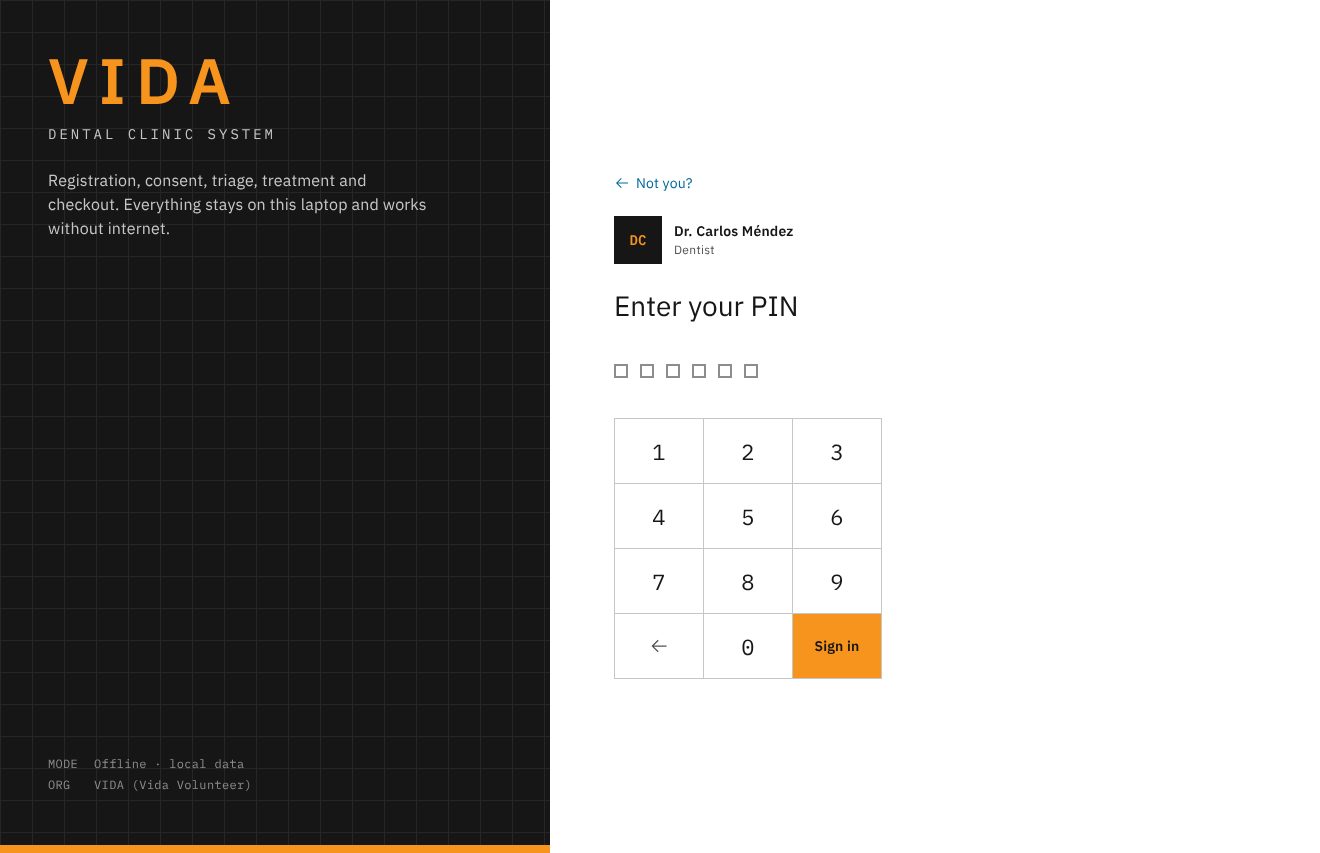 VIDA
DENTAL CLINIC SYSTEM
Registration, consent, triage, treatment and
checkout. Everything stays on this laptop and works
without internet.
MODE Offline · local data
ORG VIDA (Vida Volunteer)
← Not you?
DC
Dr. Carlos Méndez
Dentist
Enter your PIN
1 2 3
4 5 6
7 8 9
← 0 Sign in